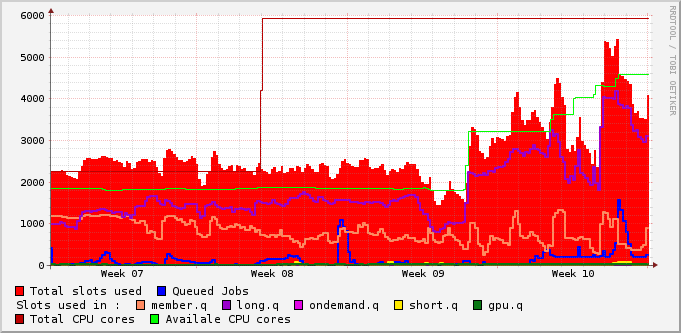 RRDTOOL / TOBI OETIKER
6000
5000
4000
3000
2000
1000
0
Week 07 Week 08 Week 09 Week 10
Total slots used Queued Jobs
Slots used in : member.q long.q ondemand.q short.q gpu.q
Total CPU cores Availale CPU cores